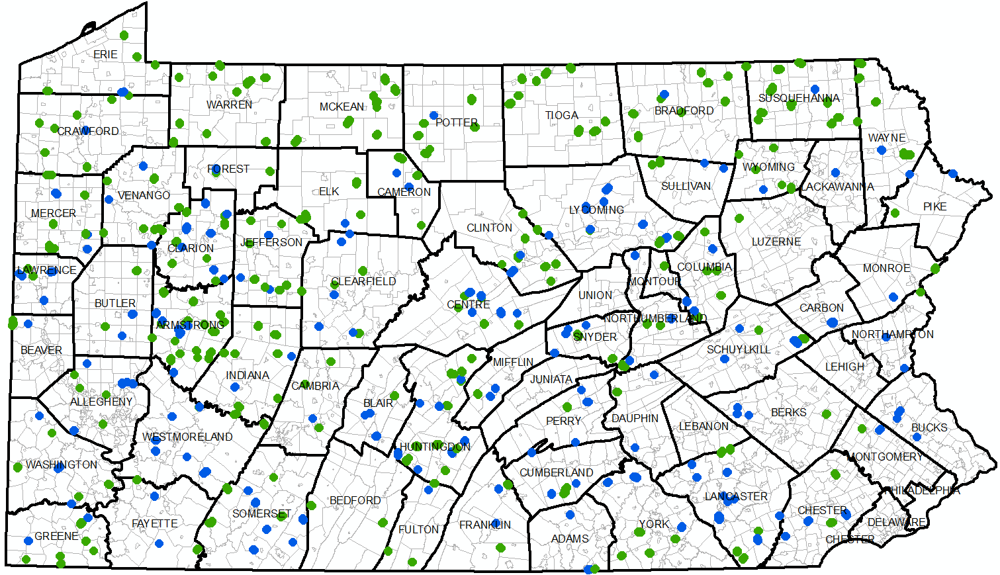 ERIE
WARREN
MCKEAN
POTTER
TIOGA
BRADFORD
SUSQUEHANNA
CRAWFORD
WAYNE
FOREST
WYOMING
VENANGO
ELK
CAMERON
SULLIVAN
LACKAWANNA
MERCER
LYCOMING
PIKE
CLINTON
JEFFERSON
CLARION
LUZERNE
LAWRENCE
COLUMBIA
MONROE
CLEARFIELD
MONTOUR
UNION
BUTLER
CENTRE
CARBON
ARMSTRONG
NORTHUMBERLAND
SNYDER
NORTHAMPTON
BEAVER
SCHUYLKILL
MIFFLIN
LEHIGH
INDIANA
JUNIATA
CAMBRIA
ALLEGHENY
BLAIR
PERRY
DAUPHIN
BERKS
LEBANON
BUCKS
WESTMORELAND
HUNTINGDON
MONTGOMERY
WASHINGTON
CUMBERLAND
PHILADELPHIA
LANCASTER
BEDFORD
SOMERSET
CHESTER
FAYETTE
FULTON
FRANKLIN
YORK
DELAWARE
GREENE
ADAMS
CHESTER